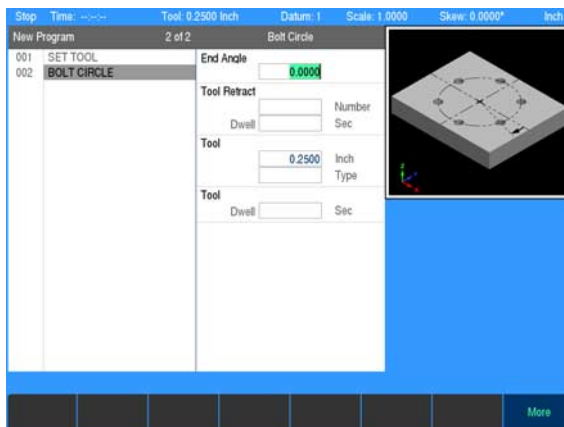 Stop Time: --:--:-- Tool: 0.2500 Inch Datum: 1 Scale: 1.0000 Skew: 0.0000° Inch
New Program 2 of 2 Bolt Circle
001 SET TOOL
002 BOLT CIRCLE
End Angle
0.0000
Tool Retract
Number
Dwell Sec
Tool
0.2500 Inch
Type
Tool
Dwell Sec
More